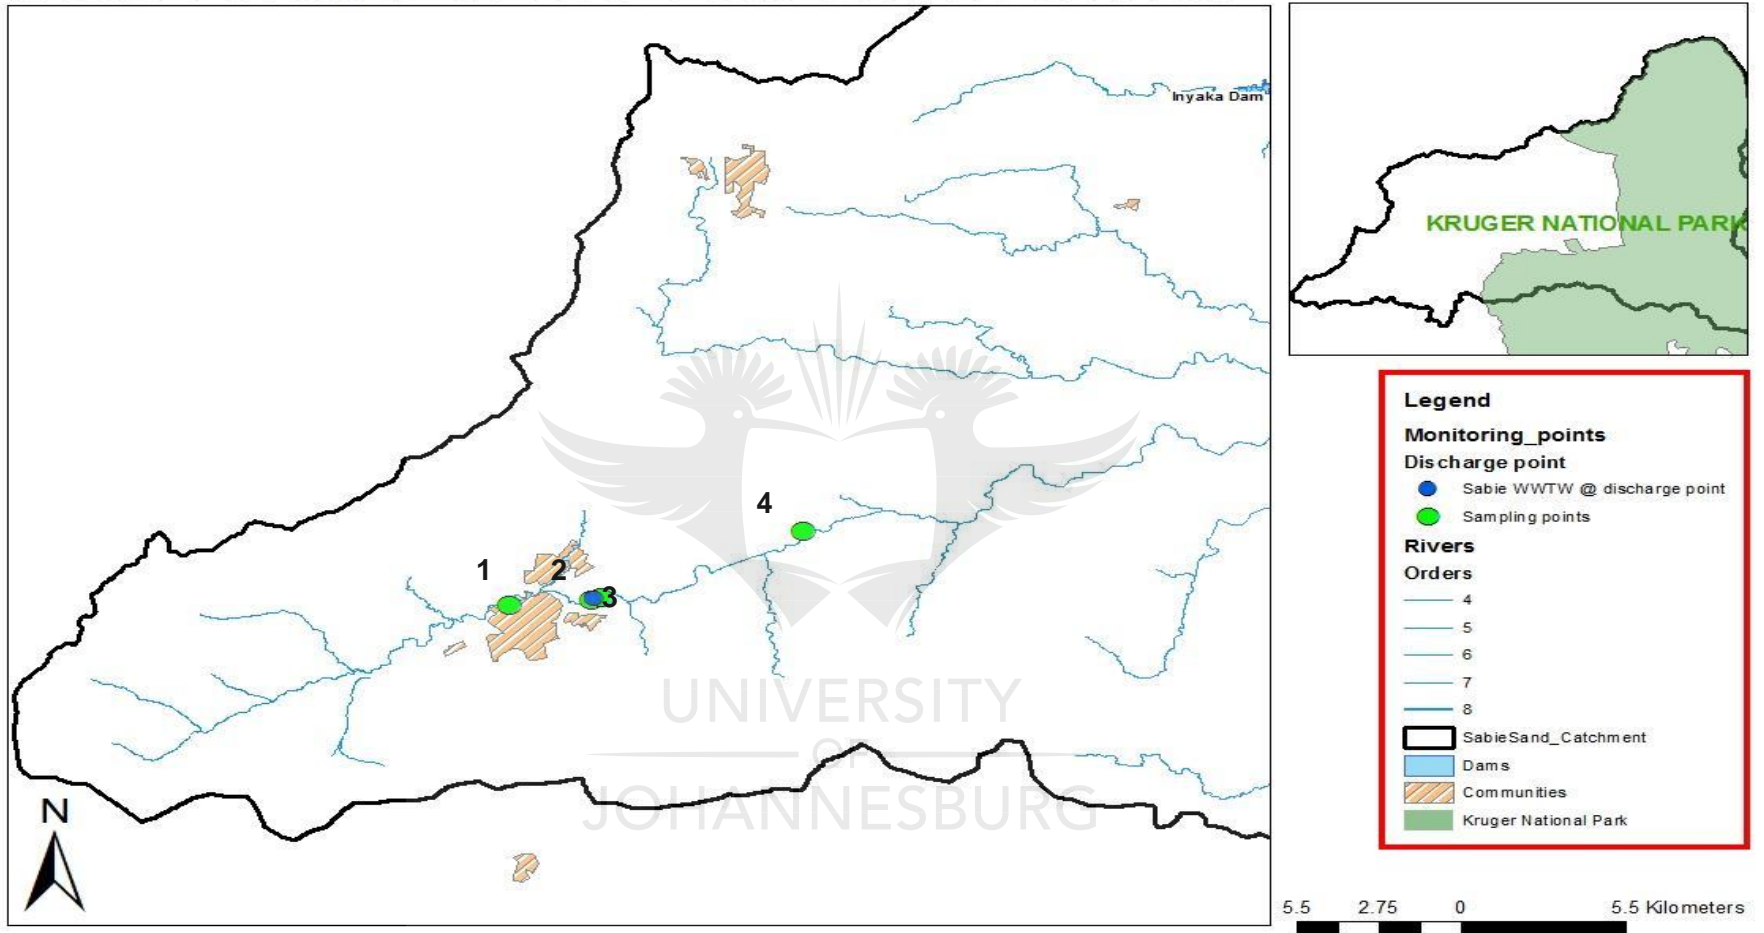 Inyaka Dam
4
1
2
3
N
UNIVERSITY
OF
JOHANNESBURG
KRUGER NATIONAL PARK
Legend
Monitoring_points
Discharge point
Sabie WWTW @ discharge point
Sampling points
Rivers
Orders
4
5
6
7
8
SabieSand_Catchment
Dams
Communities
Kruger National Park
5.5 2.75 0 5.5 Kilometers